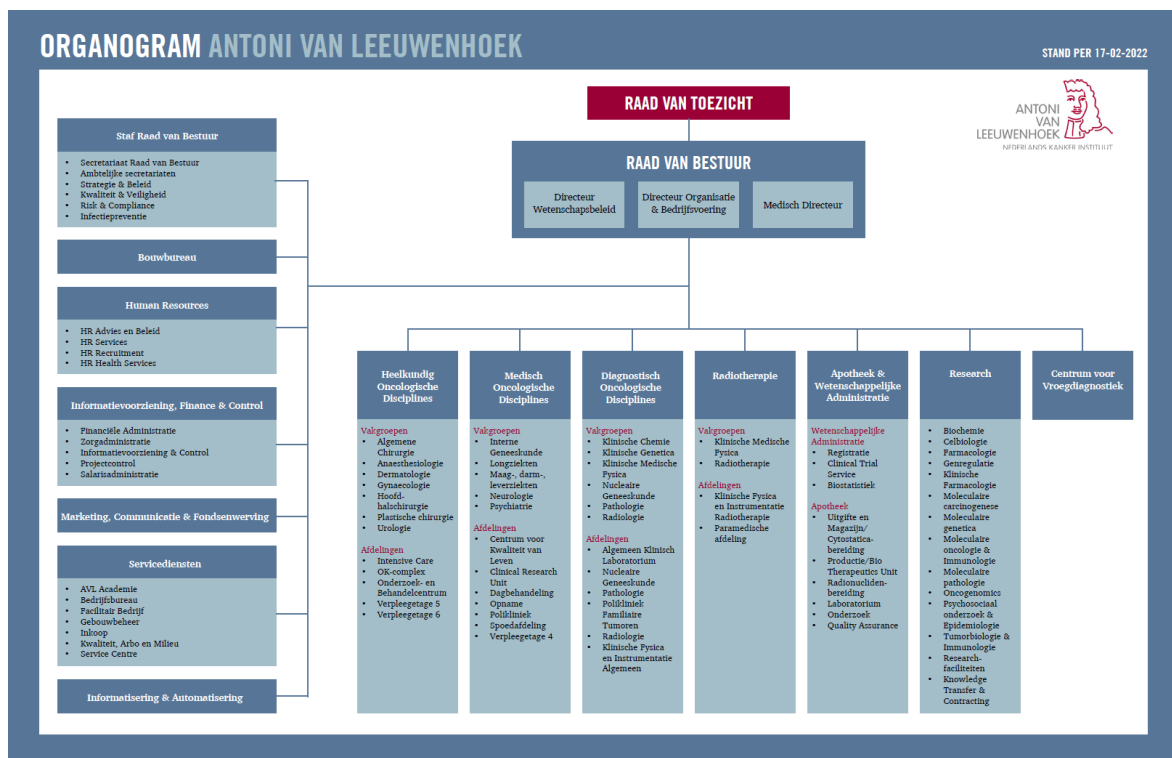 ORGANOGRAM ANTONI VAN LEEUWENHOEK
STAND PER 17-02-2022
ANTONI
VAN
LEEUWENHOEK
NEDERLANDS KANKER INSTITUUT
RAAD VAN TOEZICHT
RAAD VAN BESTUUR
Directeur
Wetenschapsbeleid
Directeur Organisatie
& Bedrijfsvoering
Medisch Directeur
Staf Raad van Bestuur
• Secretariaat Raad van Bestuur
• Ambtelijke secretariaten
• Strategie & Beleid
• Kwaliteit & Veiligheid
• Risk & Compliance
• Infectiepreventie
Bouwbureau
Human Resources
• HR Advies en Beleid
• HR Services
• HR Recruitment
• HR Health Services
Informatievoorziening, Finance & Control
• Financiële Administratie
• Zorgadministratie
• Informatievoorziening & Control
• Projectcontrol
• Salarisadministratie
Marketing, Communicatie & Fondsenwerving
Servicediensten
• AVL Academie
• Bedrijfsbureau
• Facilitair Bedrijf
• Gebouwbeheer
• Inkoop
• Kwaliteit, Arbo en Milieu
• Service Centre
Informatisering & Automatisering
Heelkundig
Oncologische
Disciplines
Vakgroepen
• Algemene
Chirurgie
• Anaesthesiologie
• Dermatologie
• Gynaecologie
• Hoofd-
halschirurgie
• Plastische chirurgie
• Urologie
Afdelingen
• Intensive Care
• OK-complex
• Onderzoek- en
Behandelcentrum
• Verpleegetage 5
• Verpleegetage 6
Medisch
Oncologische
Disciplines
Vakgroepen
• Interne
Geneeskunde
• Longziekten
• Maag-, darm-,
leverziekten
• Neurologie
• Psychiatrie
Afdelingen
• Centrum voor
Kwaliteit van
Leven
• Clinical Research
Unit
• Dagbehandeling
• Opname
• Polikliniek
• Spoedafdeling
• Verpleegetage 4
Diagnostisch
Oncologische
Disciplines
Vakgroepen
• Klinische Chemie
• Klinische Genetica
• Klinische Medische
Pysica
• Nucleaire
Geneeskunde
• Pathologie
• Radiologie
Afdelingen
• Algemeen Klinisch
Laboratorium
• Nucleaire
Geneeskunde
• Pathologie
• Polikliniek
Familiaire
Tumoren
• Radiologie
• Klinische Pysica
en Instrumentatie
Algemeen
Radiotherapie
Vakgroepen
• Klinische Medische
Pysica
• Radiotherapie
Afdelingen
• Klinische Pysica
en Instrumentatie
Radiotherapie
• Paramedische
afdeling
Apotheek &
Wetenschappelijke
Administratie
Wetenschappelijke
Administratie
• Registratie
• Clinical Trial
Service
• Biostatistiek
Apotheek
• Uitgifte en
Magazijn/
Cytostatica-
bereiding
• Productie/Bio
Therapeutics Unit
• Radionucliden-
bereiding
• Laboratorium
• Onderzoek
• Quality Assurance
Research
• Biochemie
• Celbiologie
• Farmacologie
• Genregulatie
• Klinische
Farmacologie
• Moleculaire
carcinogenese
• Moleculaire
genetica
• Moleculaire
oncologie &
Immunologie
• Moleculaire
pathologie
• Oncogenomics
• Psychosociaal
onderzoek &
Epidemiologie
• Tumorbiologie &
Immunologie
• Research-
faciliteiten
• Knowledge
Transfer &
Contracting
Centrum voor
Vroegdiagnostiek